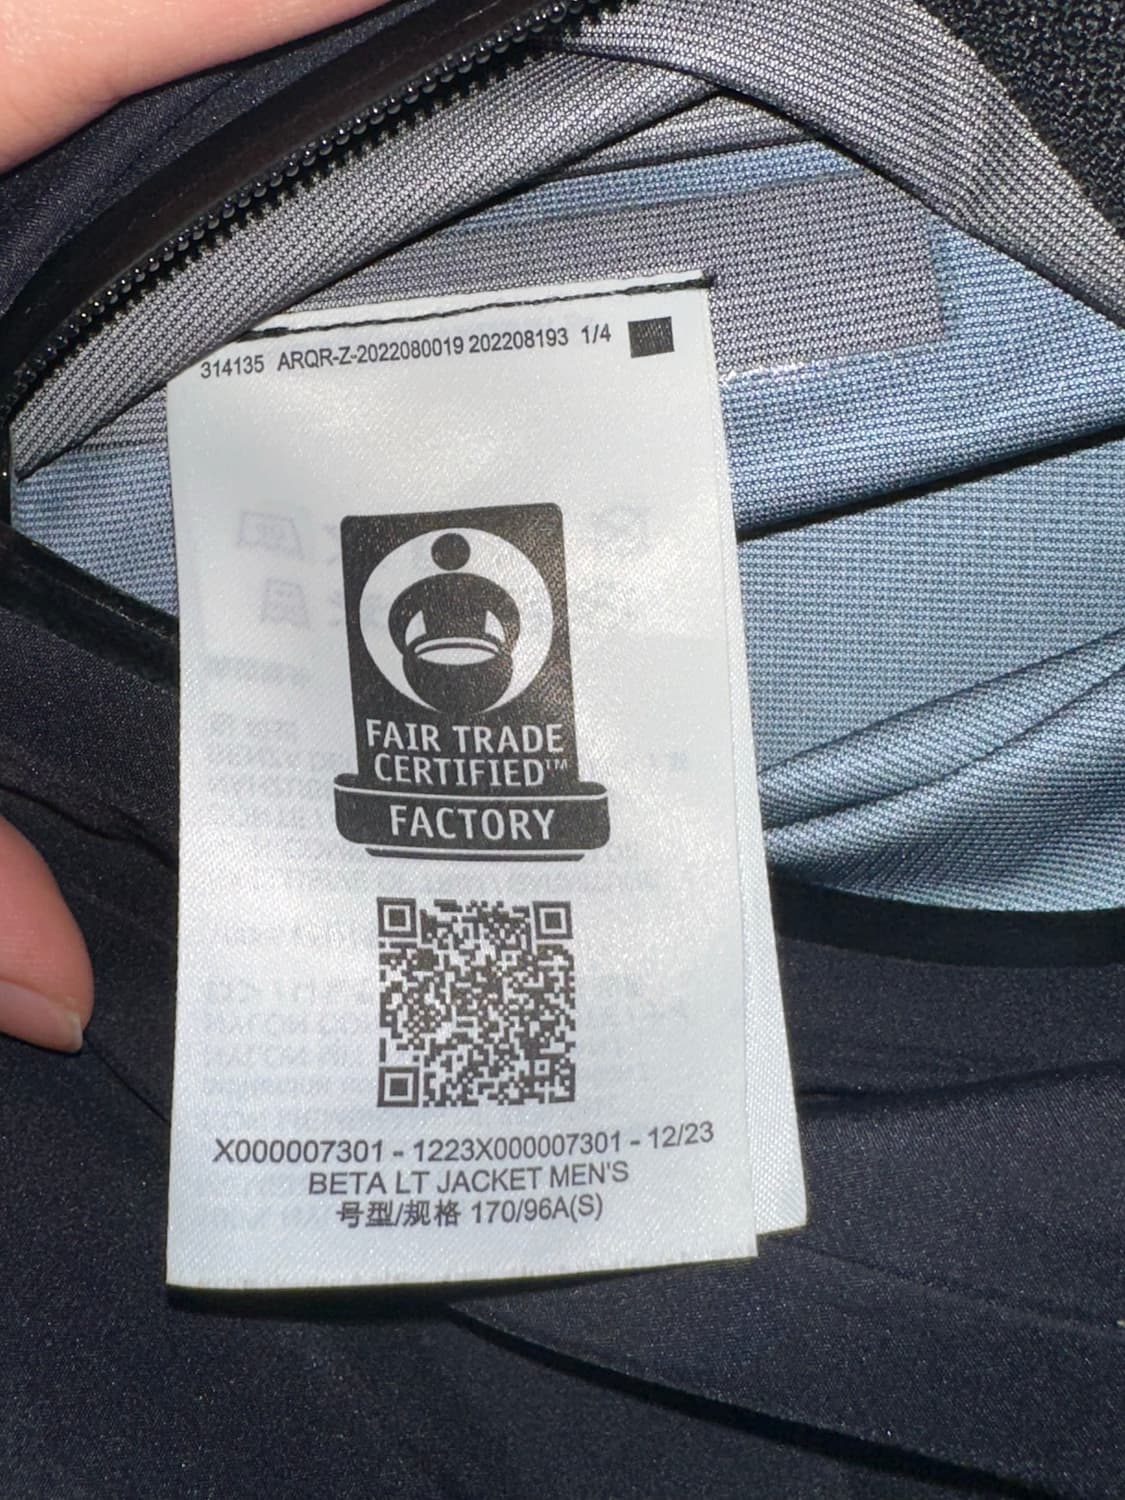 314135 ARQR-Z-2022080019 202208193 1/4
FAIR TRADE
CERTIFIED™
FACTORY
X000007301 - 1223X000007301 - 12/23
BETA LT JACKET MEN'S
号型/规格 170/96A(S)